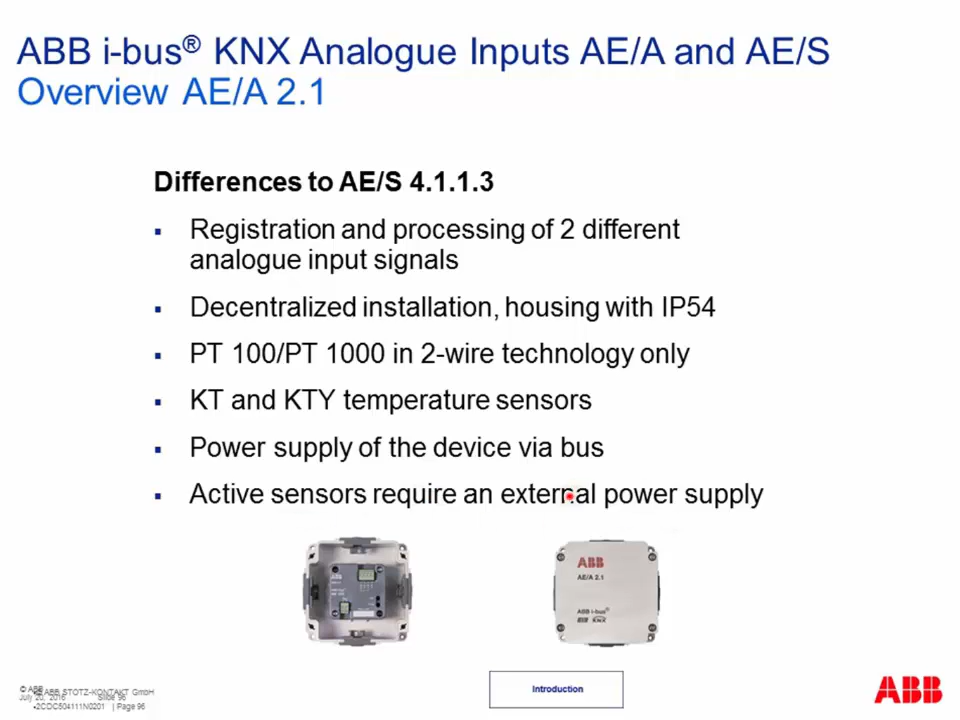 ABB i-bus® KNX Analogue Inputs AE/A and AE/S
Overview AE/A 2.1
Differences to AE/S 4.1.1.3
▪ Registration and processing of 2 different
analogue input signals
▪ Decentralized installation, housing with IP54
▪ PT 100/PT 1000 in 2-wire technology only
▪ KT and KTY temperature sensors
▪ Power supply of the device via bus
▪ Active sensors require an external power supply
ABB
AE/A 2.1
ABB i-bus®
KNX
© ABB
© ABB STOTZ-KONTAKT GmbH
July 20, 2016 Slide 96
▪2CDC504111N0201 | Page 96
Introduction
ABB